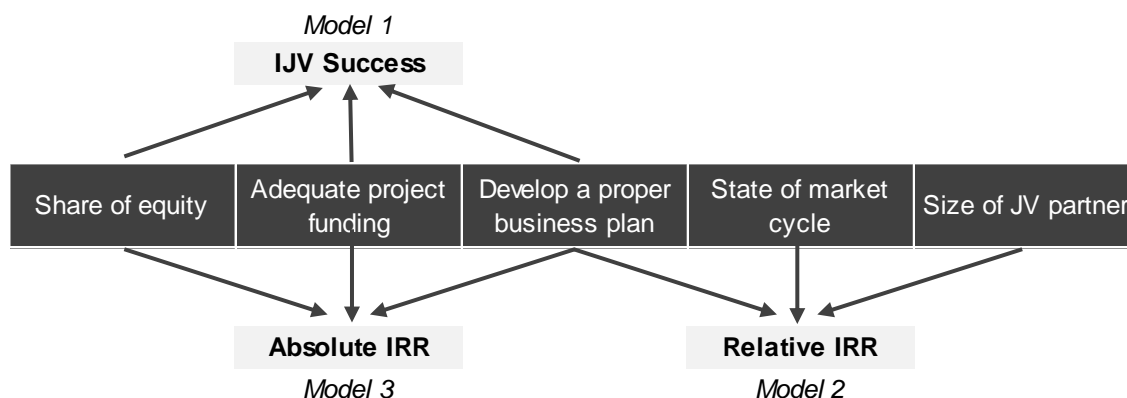 Model 1
IJV Success
Share of equity
Adequate project
funding
Develop a proper
business plan
State of market
cycle
Size of JV partner
Absolute IRR
Relative IRR
Model 3
Model 2